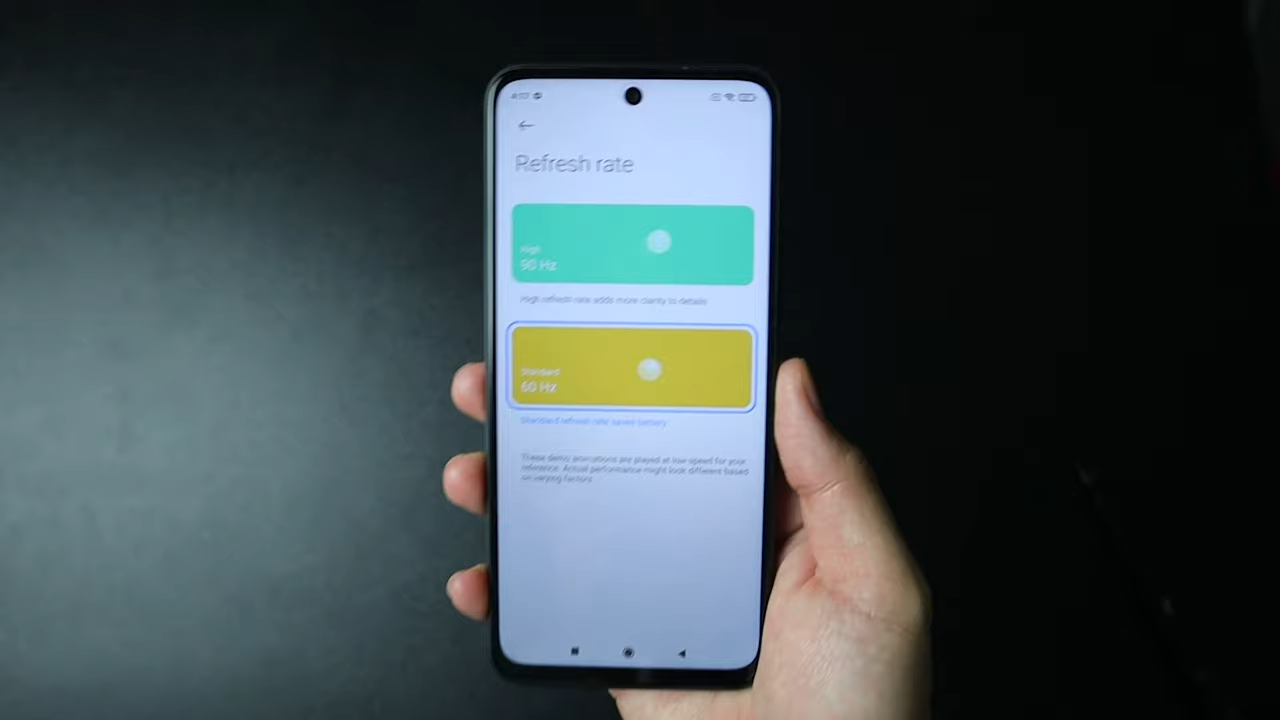 Refresh rate
High
90 Hz
High refresh rate adds more clarity to details
Standard
60 Hz
Standard refresh rate saves battery
These demo animations are played at low speed for your
reference. Actual performance might look different based
on varying factors.